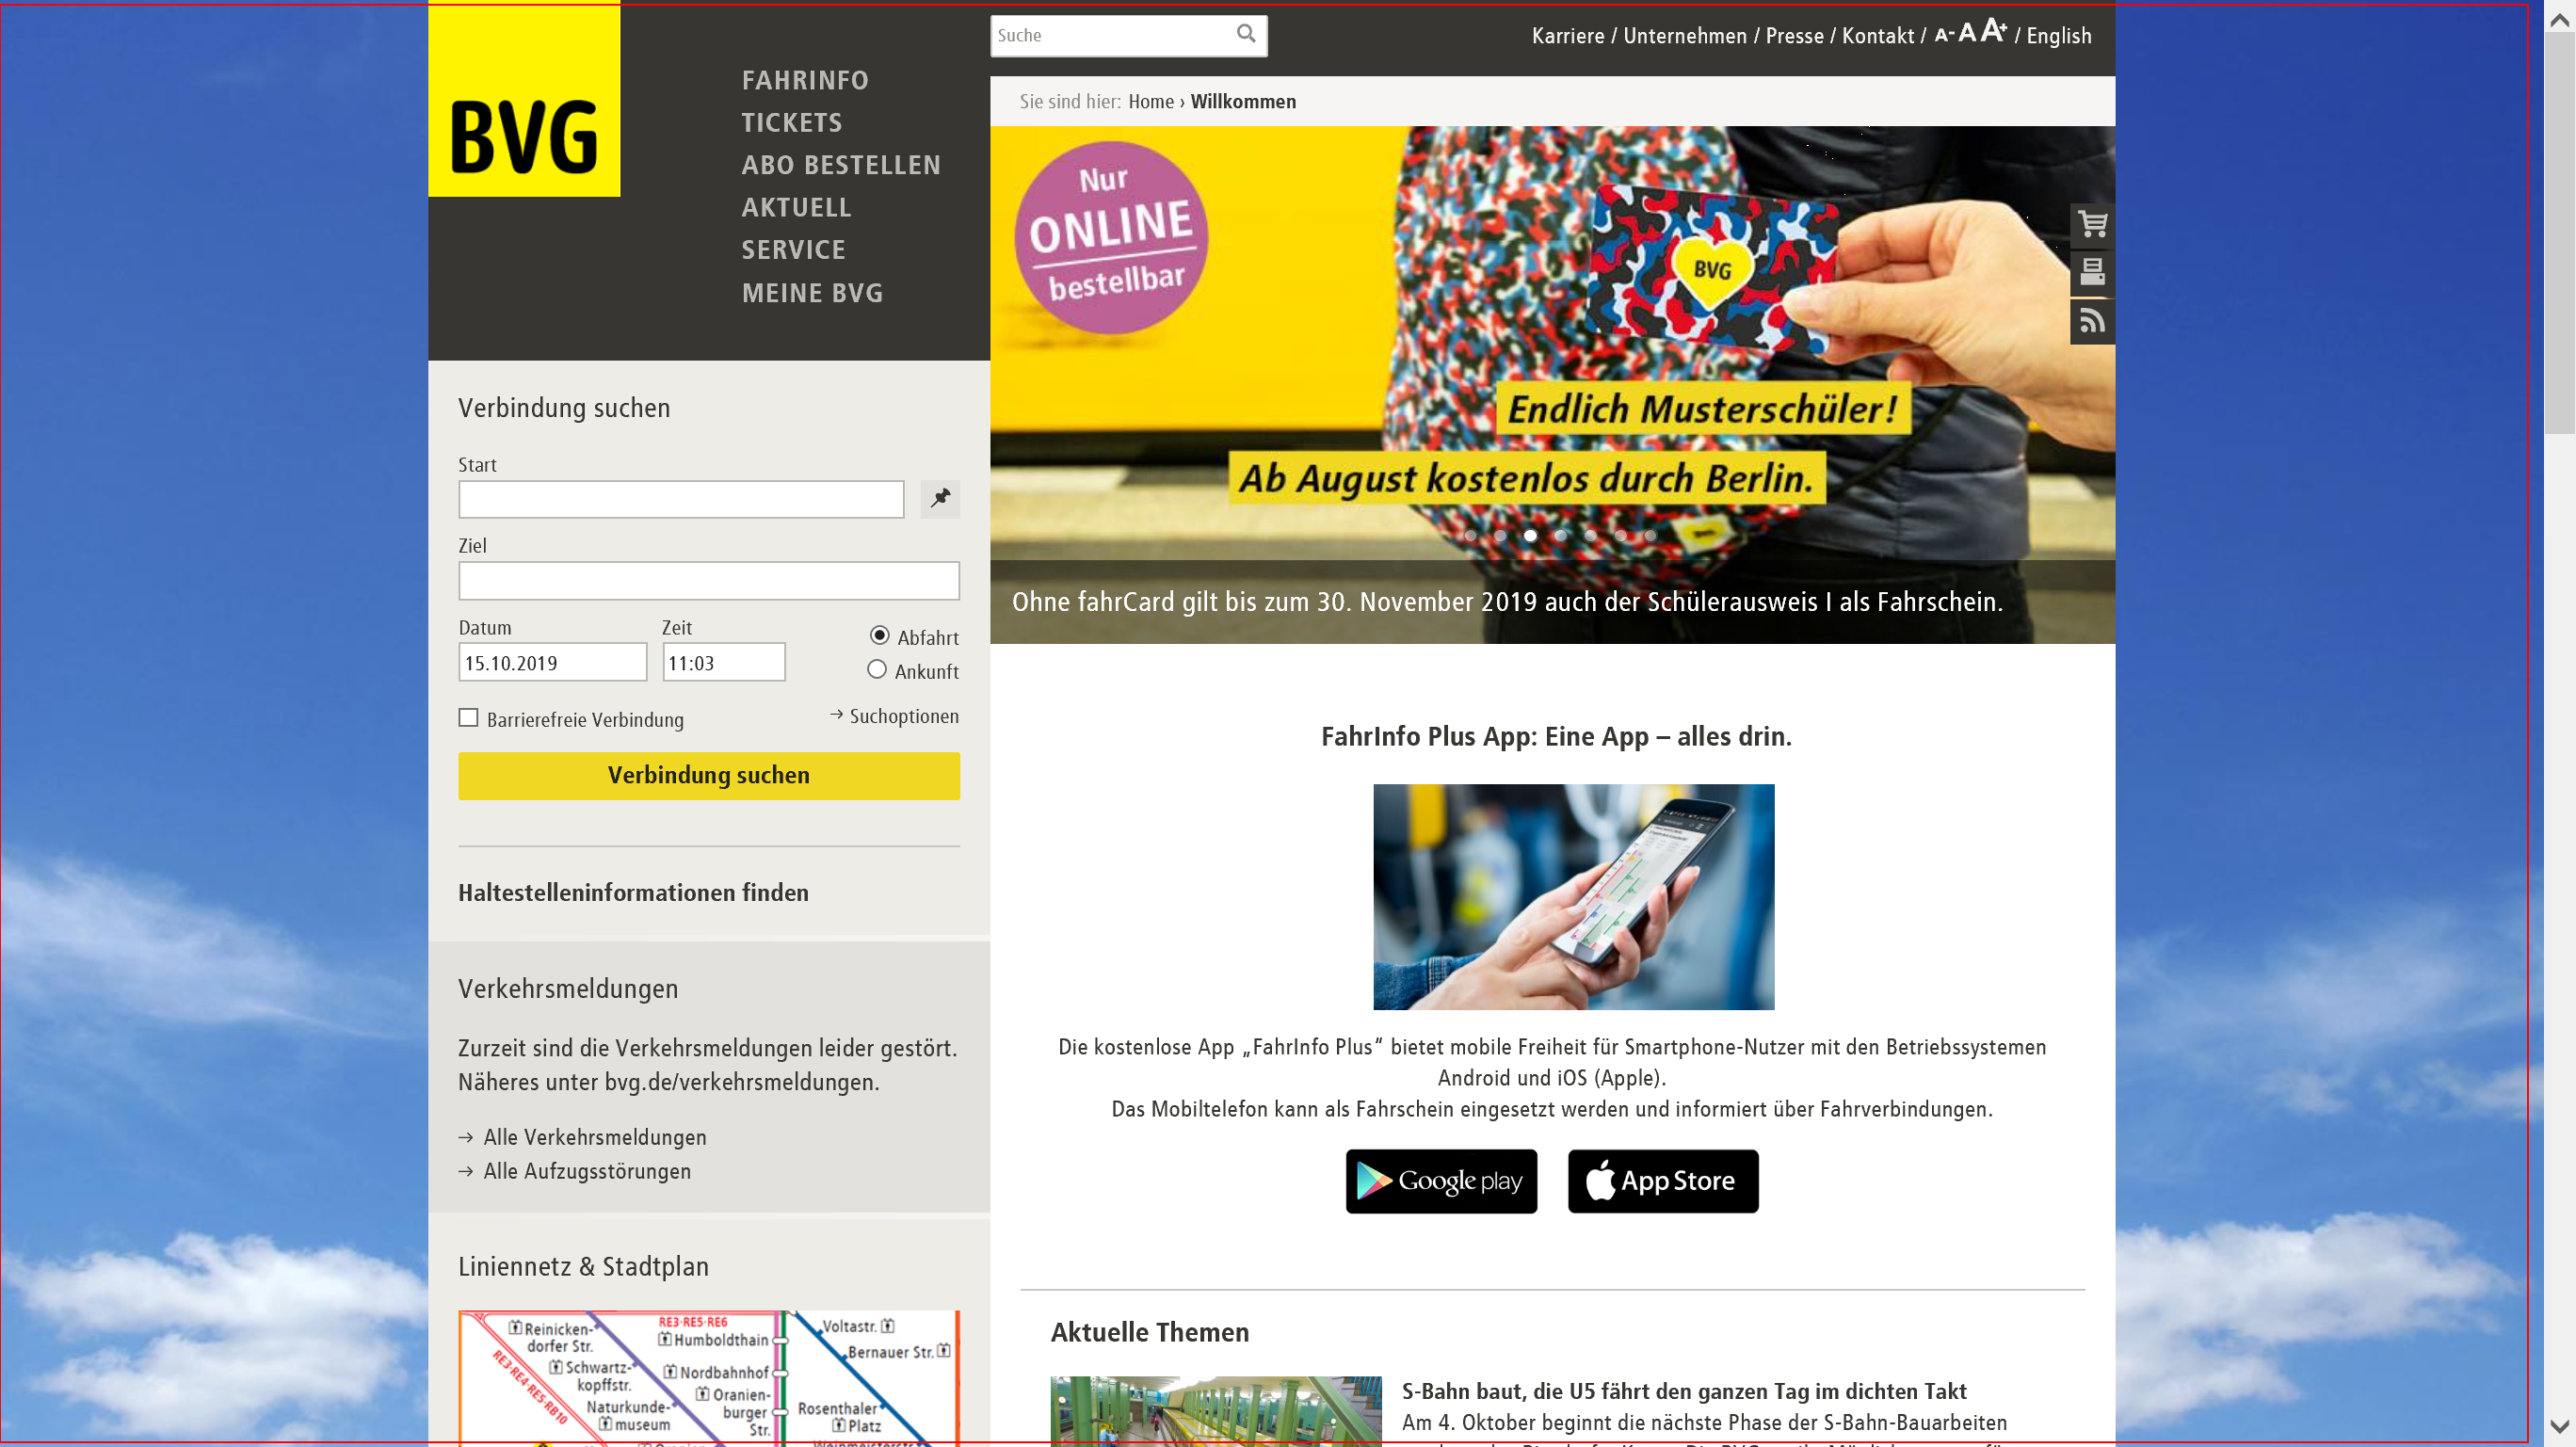 BVG
FAHRINFO
TICKETS
ABO BESTELLEN
AKTUELL
SERVICE
MEINE BVG
Suche
Karriere / Unternehmen / Presse / Kontakt / A- A A+ / English
Sie sind hier: Home › Willkommen
Nur
ONLINE
bestellbar
BVG
Endlich Musterschüler!
Ab August kostenlos durch Berlin.
Ohne fahrCard gilt bis zum 30. November 2019 auch der Schülerausweis I als Fahrschein.
Verbindung suchen
Start
Ziel
Datum Zeit
15.10.2019 11:03
Abfahrt
Ankunft
Barrierefreie Verbindung
→ Suchoptionen
Verbindung suchen
Haltestelleninformationen finden
Verkehrsmeldungen
Zurzeit sind die Verkehrsmeldungen leider gestört.
Näheres unter bvg.de/verkehrsmeldungen.
→ Alle Verkehrsmeldungen
→ Alle Aufzugsstörungen
Liniennetz & Stadtplan
Reinicken-
dorfer Str.
RE3·RE5·RE6
Humboldthain
Voltastr.
Bernauer Str.
RE3·RE4·RE5·RB10
Schwartz-
kopffstr.
Nordbahnhof
Naturkunde-
museum
Oranien-
burger
Str.
Rosenthaler
Platz
FahrInfo Plus App: Eine App – alles drin.
Die kostenlose App „FahrInfo Plus“ bietet mobile Freiheit für Smartphone-Nutzer mit den Betriebssystemen
Android und iOS (Apple).
Das Mobiltelefon kann als Fahrschein eingesetzt werden und informiert über Fahrverbindungen.
Google play
App Store
Aktuelle Themen
S-Bahn baut, die U5 fährt den ganzen Tag im dichten Takt
Am 4. Oktober beginnt die nächste Phase der S-Bahn-Bauarbeiten